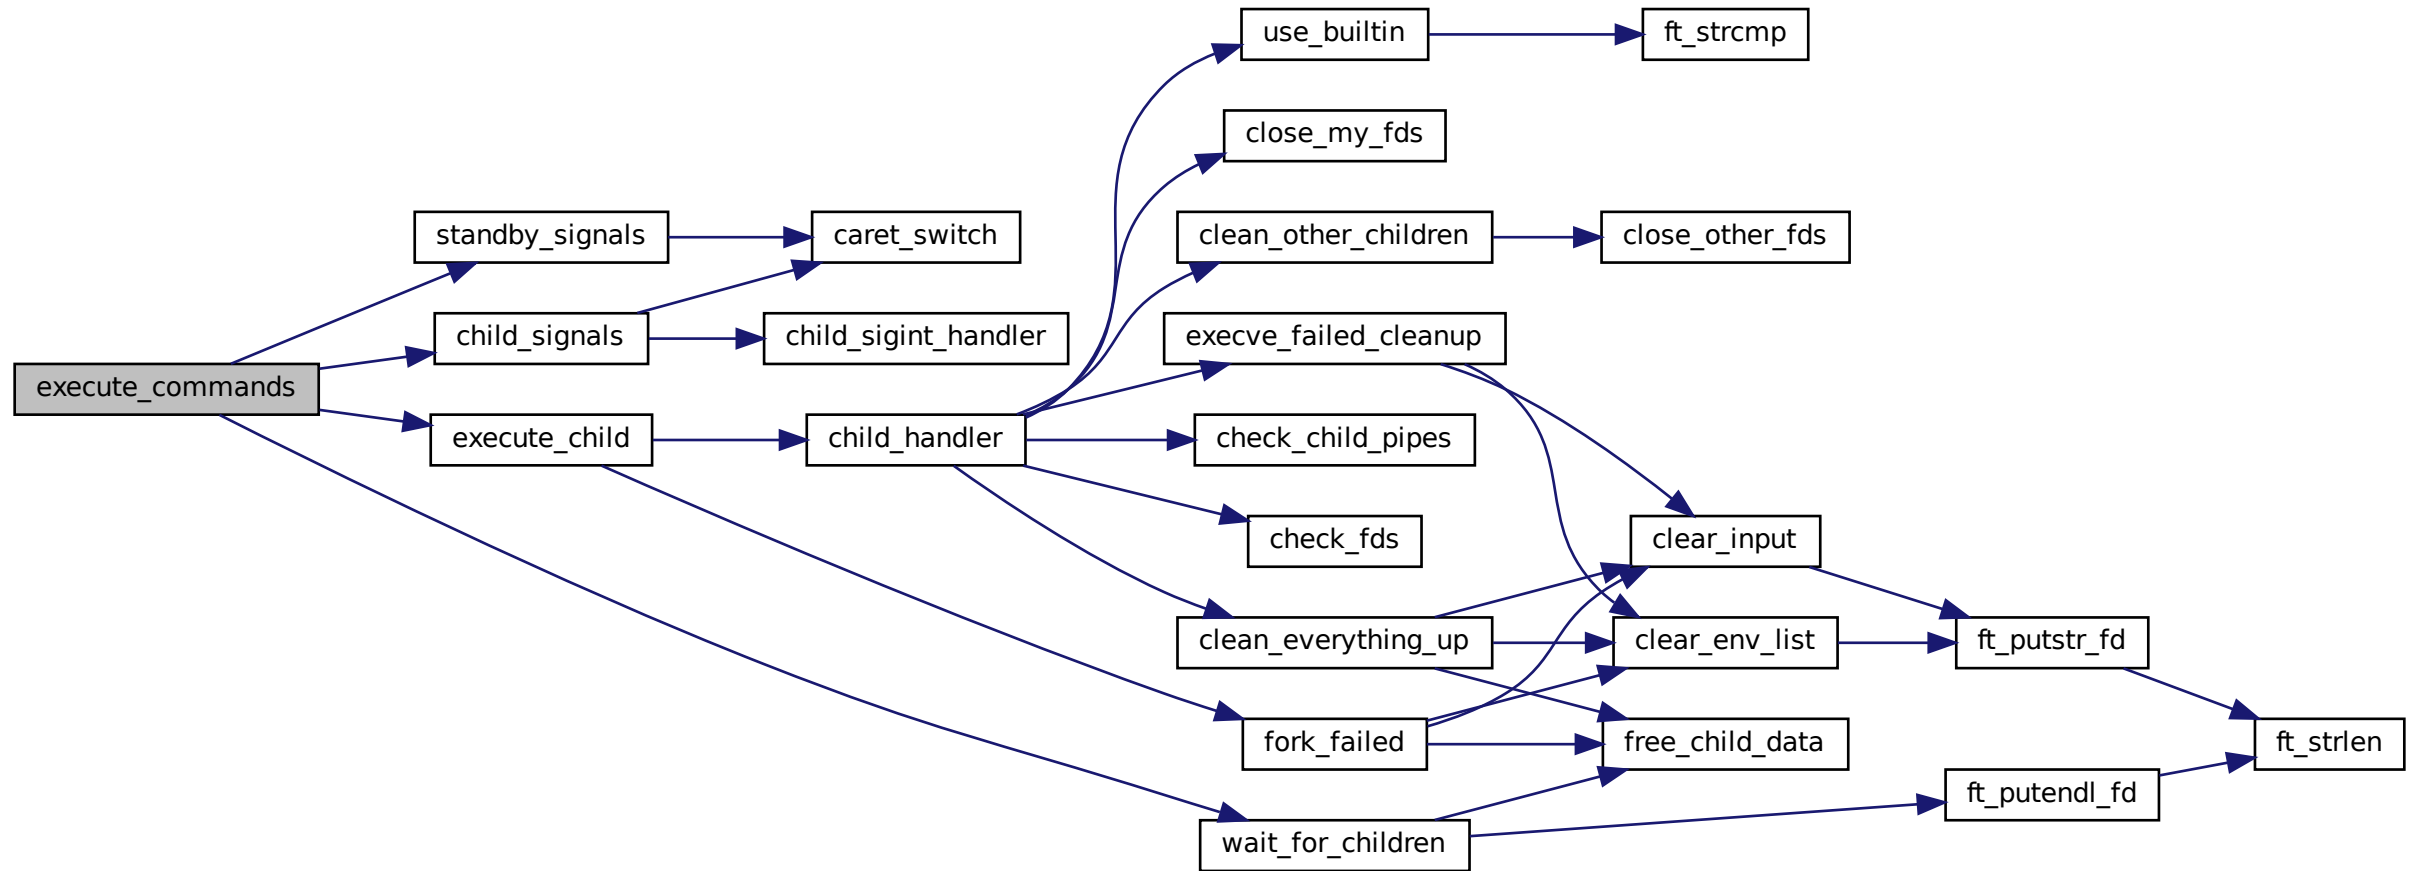 execute_commands
standby_signals
child_signals
execute_child
caret_switch
child_sigint_handler
child_handler
use_builtin
close_my_fds
clean_other_children
execve_failed_cleanup
check_child_pipes
check_fds
clean_everything_up
fork_failed
wait_for_children
ft_strcmp
close_other_fds
clear_input
clear_env_list
free_child_data
ft_putstr_fd
ft_putendl_fd
ft_strlen